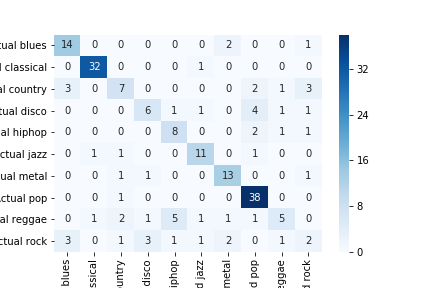 tual blues 14 0 0 0 0 0 2 0 0 1
l classical 0 32 0 0 0 1 0 0 0 0
al country 3 0 7 0 0 0 0 2 1 3
tual disco 0 0 0 6 1 1 0 4 1 1
al hiphop 0 0 0 0 8 0 0 2 1 1
ctual jazz 0 1 1 0 0 11 0 1 0 0
tual metal 0 0 1 1 0 0 13 0 0 1
ctual pop 0 0 1 0 0 0 0 38 0 0
al reggae 0 1 2 1 5 1 1 1 5 0
tual rock 3 0 1 3 1 1 2 0 1 2
blues ssical untry disco iphop d jazz metal d pop eggae d rock
32
24
16
8
0